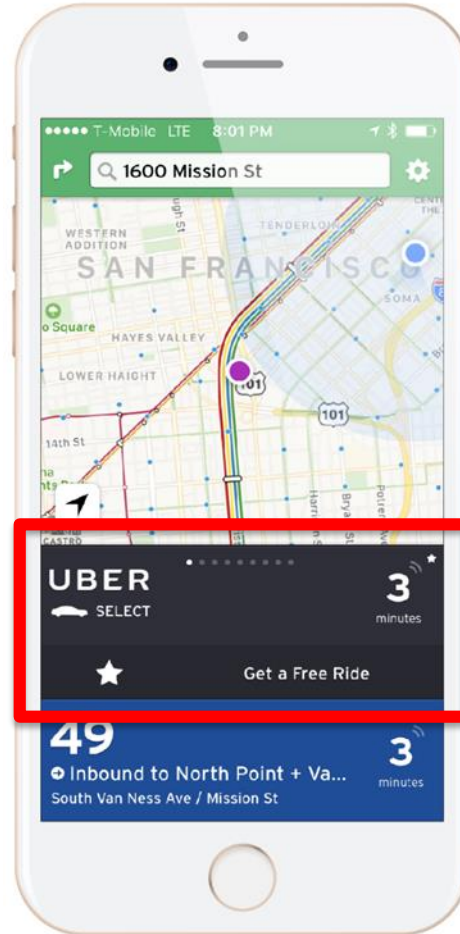 T-Mobile LTE 8:01 PM
1600 Mission St
WESTERN
ADDITION
TENDERLOIN
SAN FRANCISCO
SOMA
o Square
HAYES VALLEY
LOWER HAIGHT
101
101
14th St
CASTRO
UBER
SELECT
3
minutes
Get a Free Ride
49
Inbound to North Point + Va...
South Van Ness Ave / Mission St
3
minutes